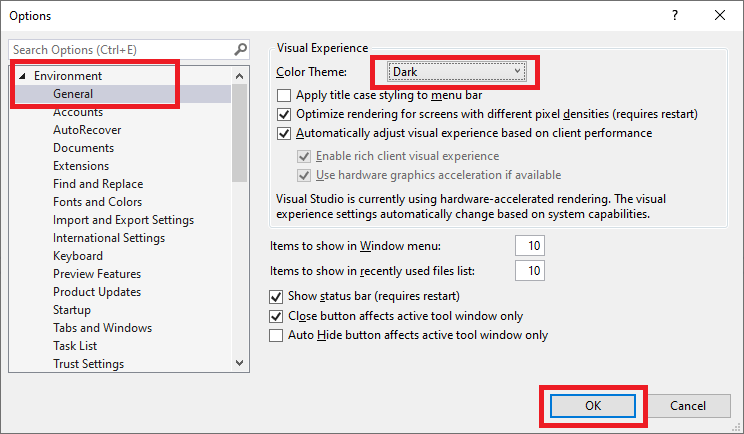 Options
Search Options (Ctrl+E)
Environment
General
Accounts
AutoRecover
Documents
Extensions
Find and Replace
Fonts and Colors
Import and Export Settings
International Settings
Keyboard
Preview Features
Product Updates
Startup
Tabs and Windows
Task List
Trust Settings
Visual Experience
Color Theme: Dark
Apply title case styling to menu bar
Optimize rendering for screens with different pixel densities (requires restart)
Automatically adjust visual experience based on client performance
Enable rich client visual experience
Use hardware graphics acceleration if available
Visual Studio is currently using hardware-accelerated rendering. The visual
experience settings automatically change based on system capabilities.
Items to show in Window menu: 10
Items to show in recently used files list: 10
Show status bar (requires restart)
Close button affects active tool window only
Auto Hide button affects active tool window only
OK Cancel